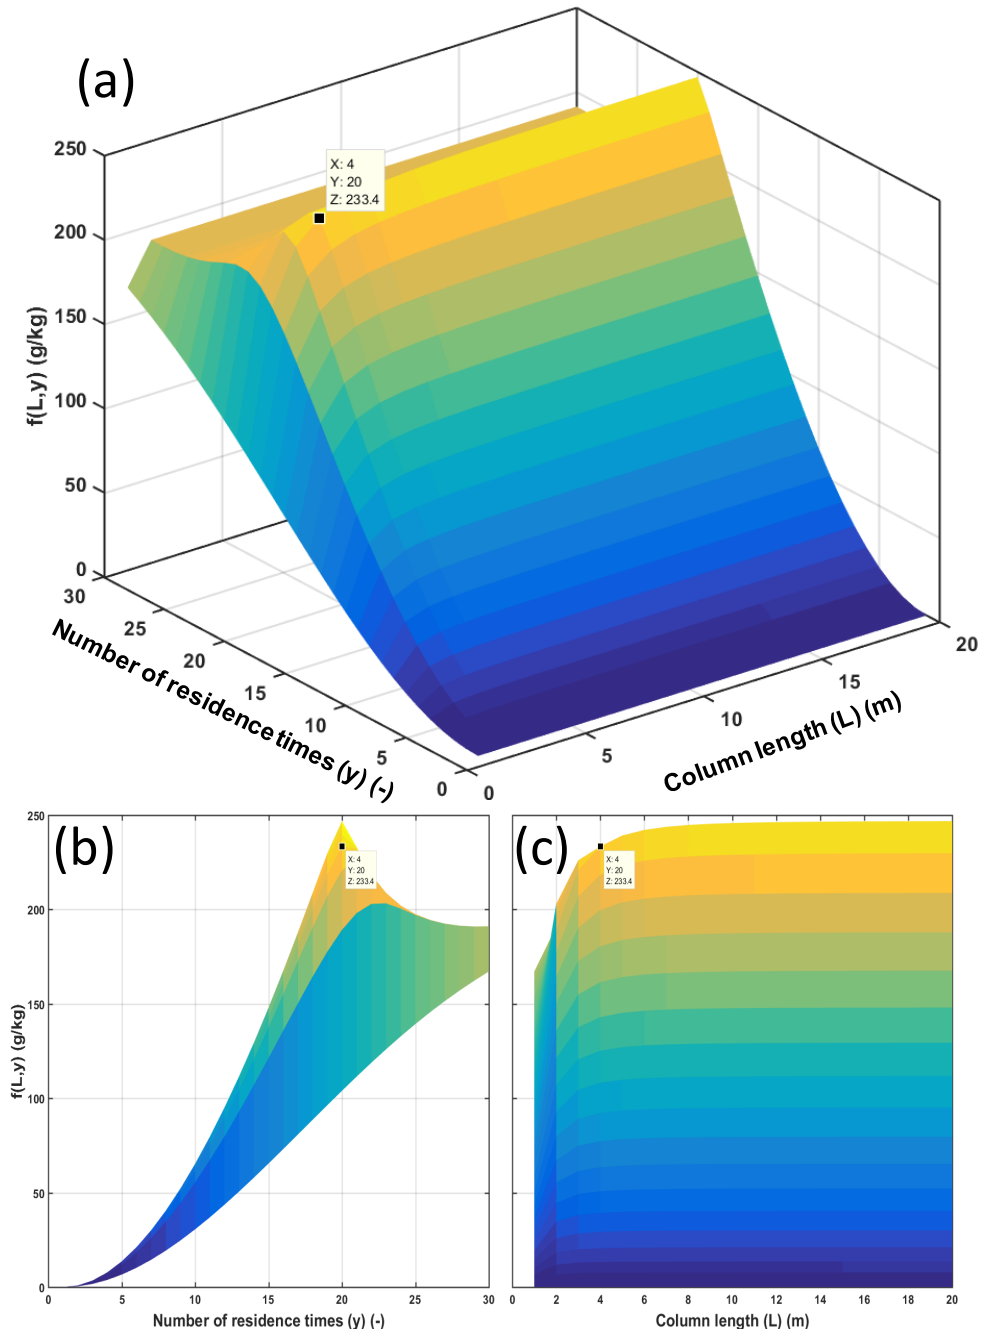 (a)
X: 4
Y: 20
Z: 233.4
250
200
150
100
50
0
f(L,y) (g/kg)
30
25
20
15
10
5
0
Number of residence times (y) (-)
0
5
10
15
20
Column length (L) (m)
(b)
X: 4
Y: 20
Z: 233.4
250
200
150
100
50
0
f(L,y) (g/kg)
0 5 10 15 20 25 30
Number of residence times (y) (-)
(c)
X: 4
Y: 20
Z: 233.4
0 2 4 6 8 10 12 14 16 18 20
Column length (L) (m)